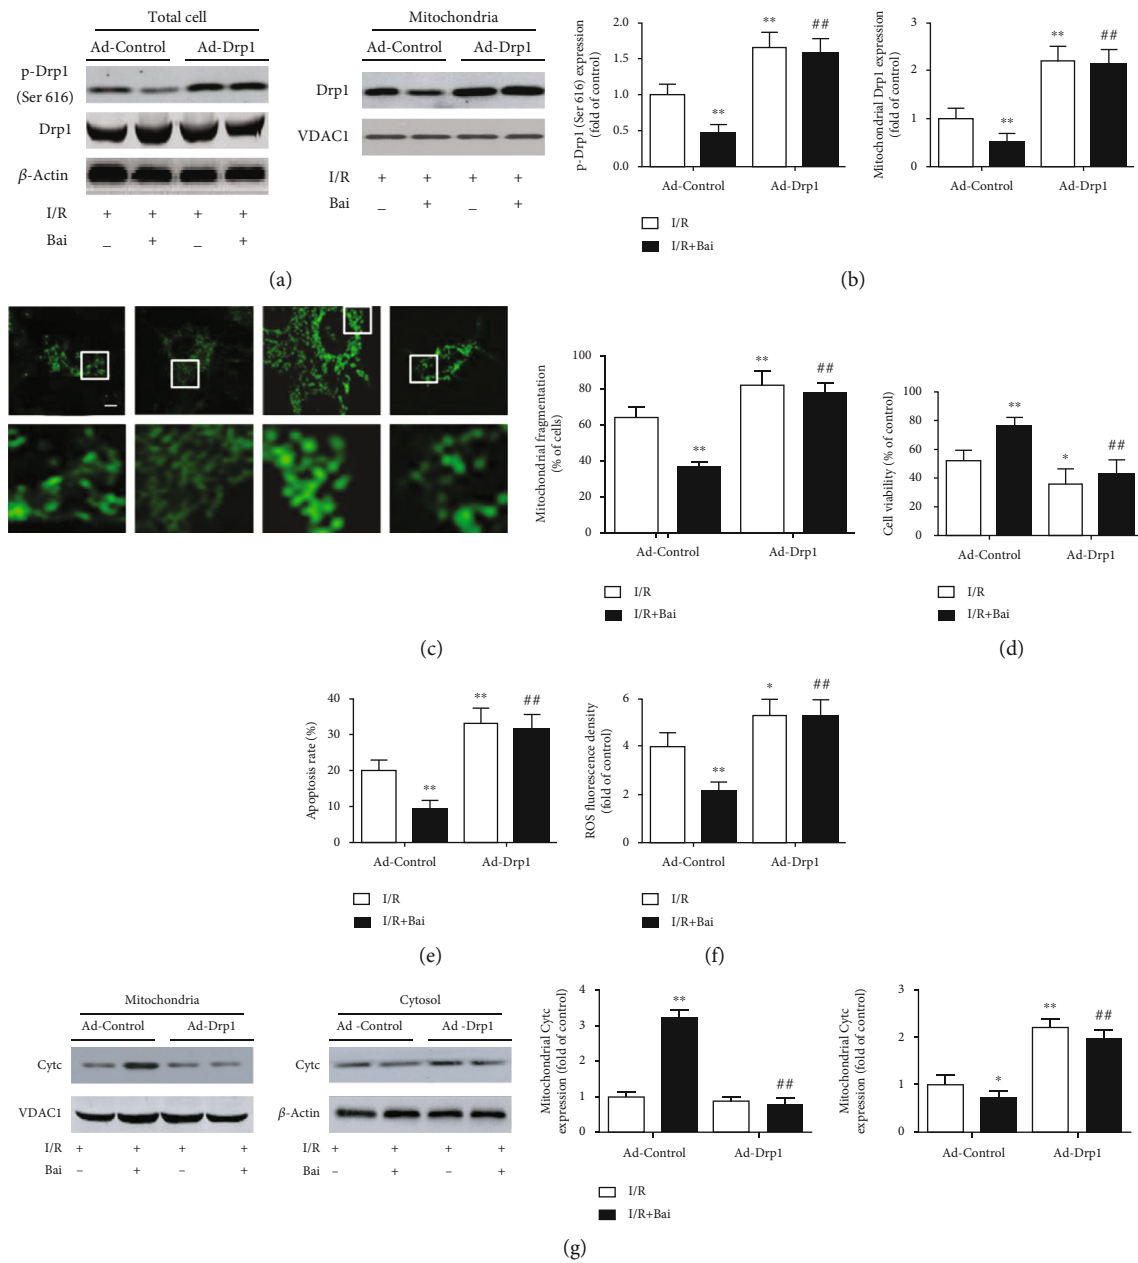 Total cell
Ad-Control Ad-Drp1
p-Drp1
(Ser 616)
Drp1
β-Actin
I/R + + + +
Bai _ + _ +
Mitochondria
Ad-Control Ad-Drp1
Drp1
VDAC1
I/R + + + +
Bai _ + _ +
(a)
p-Drp1 (Ser 616) expression
(fold of control)
2.0
1.5
1.0
0.5
0.0
** ** ##
Ad-Control Ad-Drp1
Mitochondrial Drp1 expression
(fold of control)
3
2
1
0
** ** ##
Ad-Control Ad-Drp1
I/R
I/R+Bai
(b)
Mitochondrial fragmentation
(% of cells)
100
80
60
40
20
0
** ** ##
Ad-Control Ad-Drp1
I/R
I/R+Bai
(c)
Cell viability (% of control)
100
80
60
40
20
0
** * ##
Ad-Control Ad-Drp1
I/R
I/R+Bai
(d)
Apoptosis rate (%)
40
30
20
10
0
** ** ##
Ad-Control Ad-Drp1
I/R
I/R+Bai
(e)
ROS fluorescence density
(fold of control)
6
4
2
0
** * ##
Ad-Control Ad-Drp1
I/R
I/R+Bai
(f)
Mitochondria
Ad-Control Ad-Drp1
Cytc
VDAC1
I/R + + + +
Bai – + – +
Cytosol
Ad -Control Ad -Drp1
Cytc
β-Actin
I/R + + + +
Bai – + – +
Mitochondrial Cytc
expression (fold of control)
4
3
2
1
0
** ##
Ad-Control Ad-Drp1
I/R
I/R+Bai
Mitochondrial Cytc
expression (fold of control)
3
2
1
0
* ** ##
Ad-Control Ad-Drp1
(g)